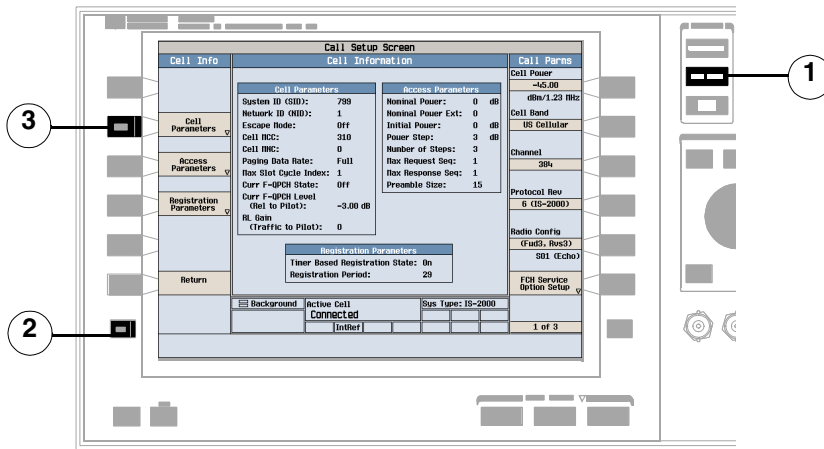 Call Setup Screen
Cell Info
Cell Information
Call Parms
Cell Parameters
System ID (SID): 799
Network ID (NID): 1
Escape Mode: Off
Cell MCC: 310
Cell MNC: 0
Paging Data Rate: Full
Max Slot Cycle Index: 1
Curr F-QPCH State: Off
Curr F-QPCH Level
(Rel to Pilot): -3.00 dB
RL Gain
(Traffic to Pilot): 0
Access Parameters
Nominal Power: 0 dB
Nominal Power Ext: 0
Initial Power: 0 dB
Power Step: 3 dB
Number of Steps: 3
Max Request Seq: 1
Max Response Seq: 1
Preamble Size: 15
Registration Parameters
Timer Based Registration State: On
Registration Period: 29
Cell
Parameters
Access
Parameters
Registration
Parameters
Return
Cell Power
-45.00
dBm/1.23 MHz
Cell Band
US Cellular
Channel
384
Protocol Rev
6 (IS-2000)
Radio Config
(Fwd3, Rvs3)
SO1 (Echo)
FCH Service
Option Setup
1 of 3
Background
Active Cell
Connected
Sys Type: IS-2000
IntRef
1
3
2